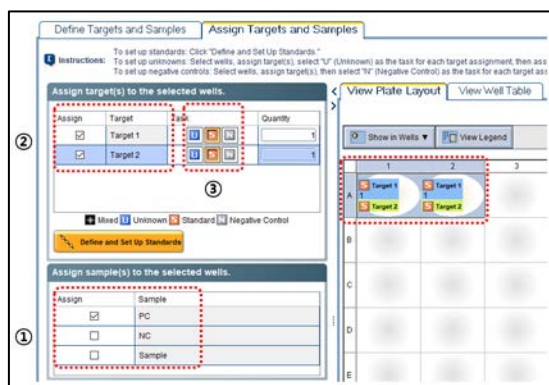 Define Targets and Samples
Assign Targets and Samples
Instructions:
To set up standards: Click "Define and Set Up Standards."
To set up unknowns: Select wells, assign target(s), select "U" (Unknown) as the task for each target assignment, then ass
To set up negative controls: Select wells, assign target(s), then select "N" (Negative Control) as the task for each target ass
Assign target(s) to the selected wells.
Assign Target Task Quantity
Target 1 U S N 1
②
Target 2 U S N 1
③
Mixed U Unknown S Standard N Negative Control
Define and Set Up Standards
Assign sample(s) to the selected wells.
Assign Sample
PC
①
NC
Sample
View Plate Layout
View Well Table
Show in Wells ▼
View Legend
1 2 3
A
S Target 1 S Target 1
1 1
S Target 2 S Target 2
B
C
D
E